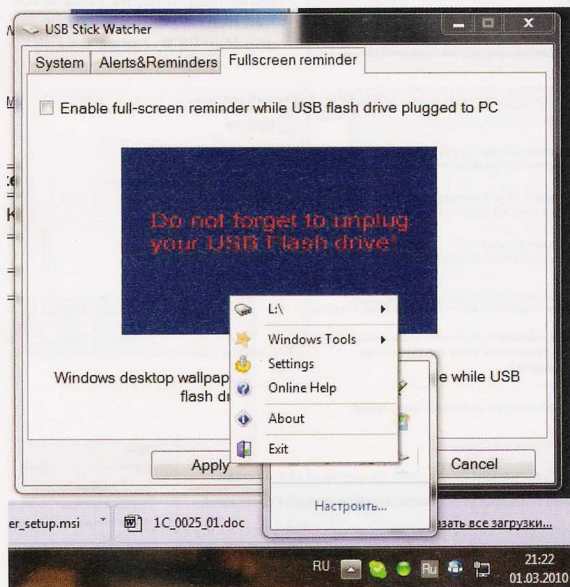 USB Stick Watcher
System Alerts&Reminders Fullscreen reminder
Enable full-screen reminder while USB flash drive plugged to PC
Do not forget to unplug
your USB Flash drive!
L:\
Windows Tools
Settings
Online Help
About
Exit
Windows desktop wallpap
e while USB
flash dr
Apply
Cancel
Настроить...
er_setup.msi
1C_0025_01.doc
азать все загрузки...
RU
Ru
21:22
01.03.2010